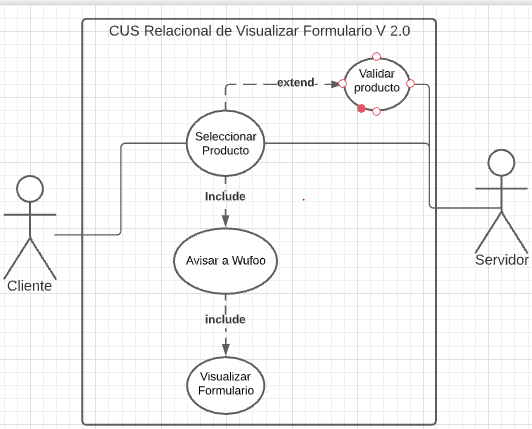 CUS Relacional de Visualizar Formulario V 2.0
Validar
producto
extend
Seleccionar
Producto
Include
Avisar a Wufoo
Cliente
Servidor
include
Visualizar
Formulario